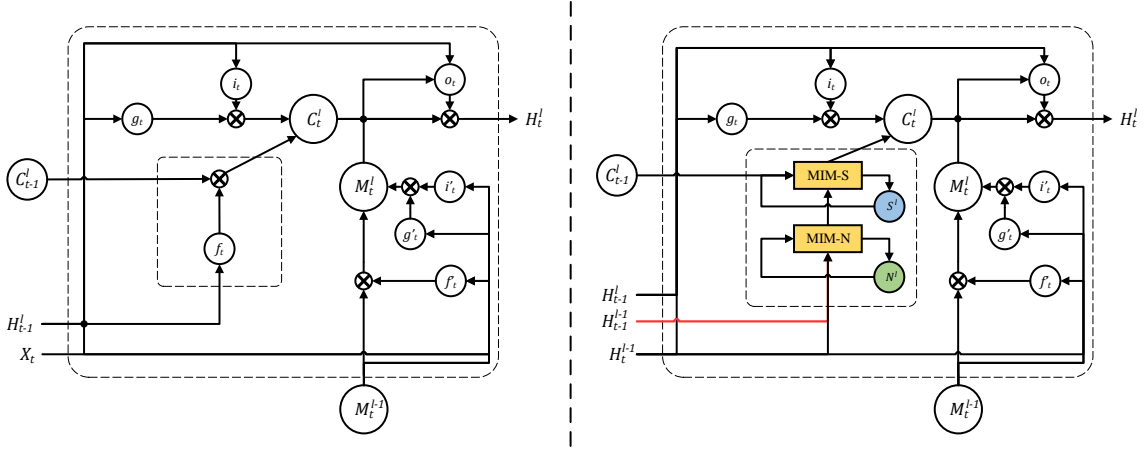 i_t
o_t
g_t
C_t^l
H_t^l
C_{t-1}^l
M_t^l
i'_t
g'_t
f_t
f'_t
H_{t-1}^l
X_t
M_t^{l-1}
i_t
o_t
g_t
C_t^l
H_t^l
C_{t-1}^l
MIM-S
M_t^l
i'_t
S^l
MIM-N
g'_t
N^l
f'_t
H_{t-1}^l
H_{t-1}^{l-1}
H_t^{l-1}
M_t^{l-1}